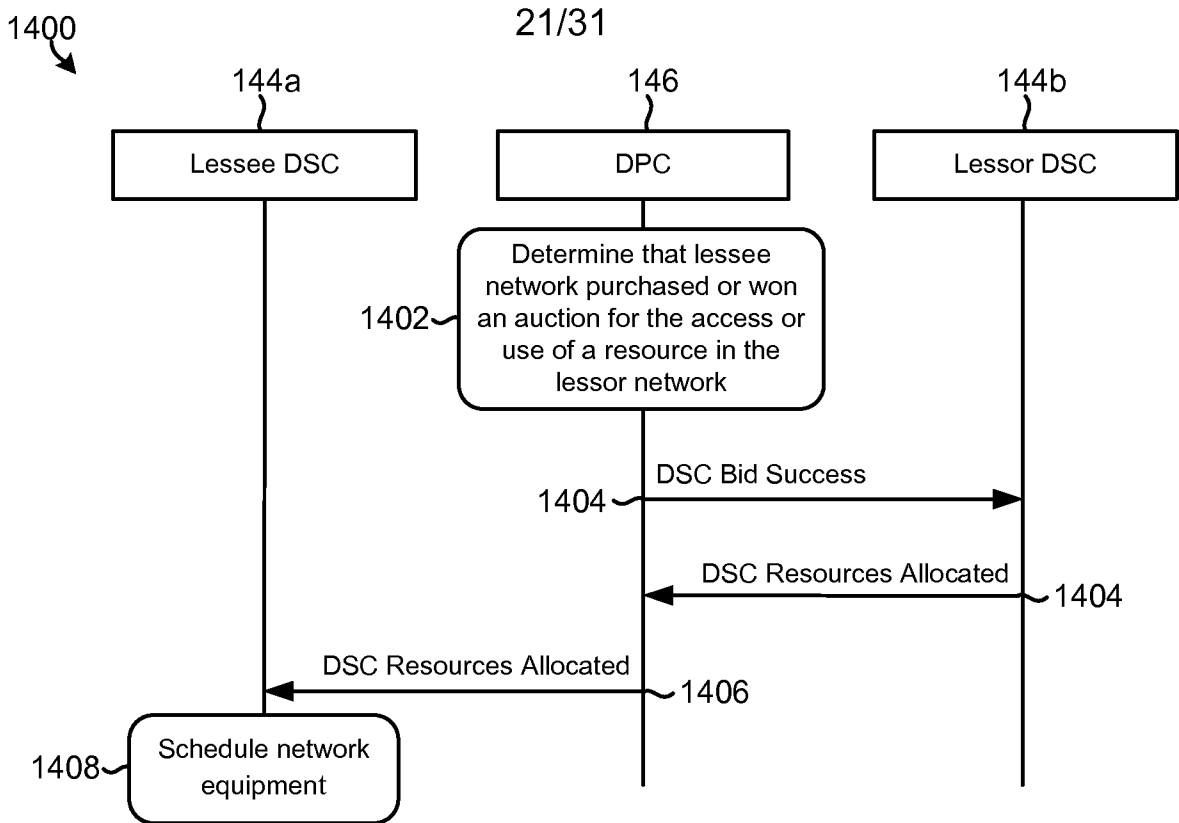 21/31
1400
144a
146
144b
Lessee DSC
DPC
Lessor DSC
Determine that lessee
network purchased or won
an auction for the access or
use of a resource in the
lessor network
1402
DSC Bid Success
1404
DSC Resources Allocated
1404
DSC Resources Allocated
1406
Schedule network
equipment
1408